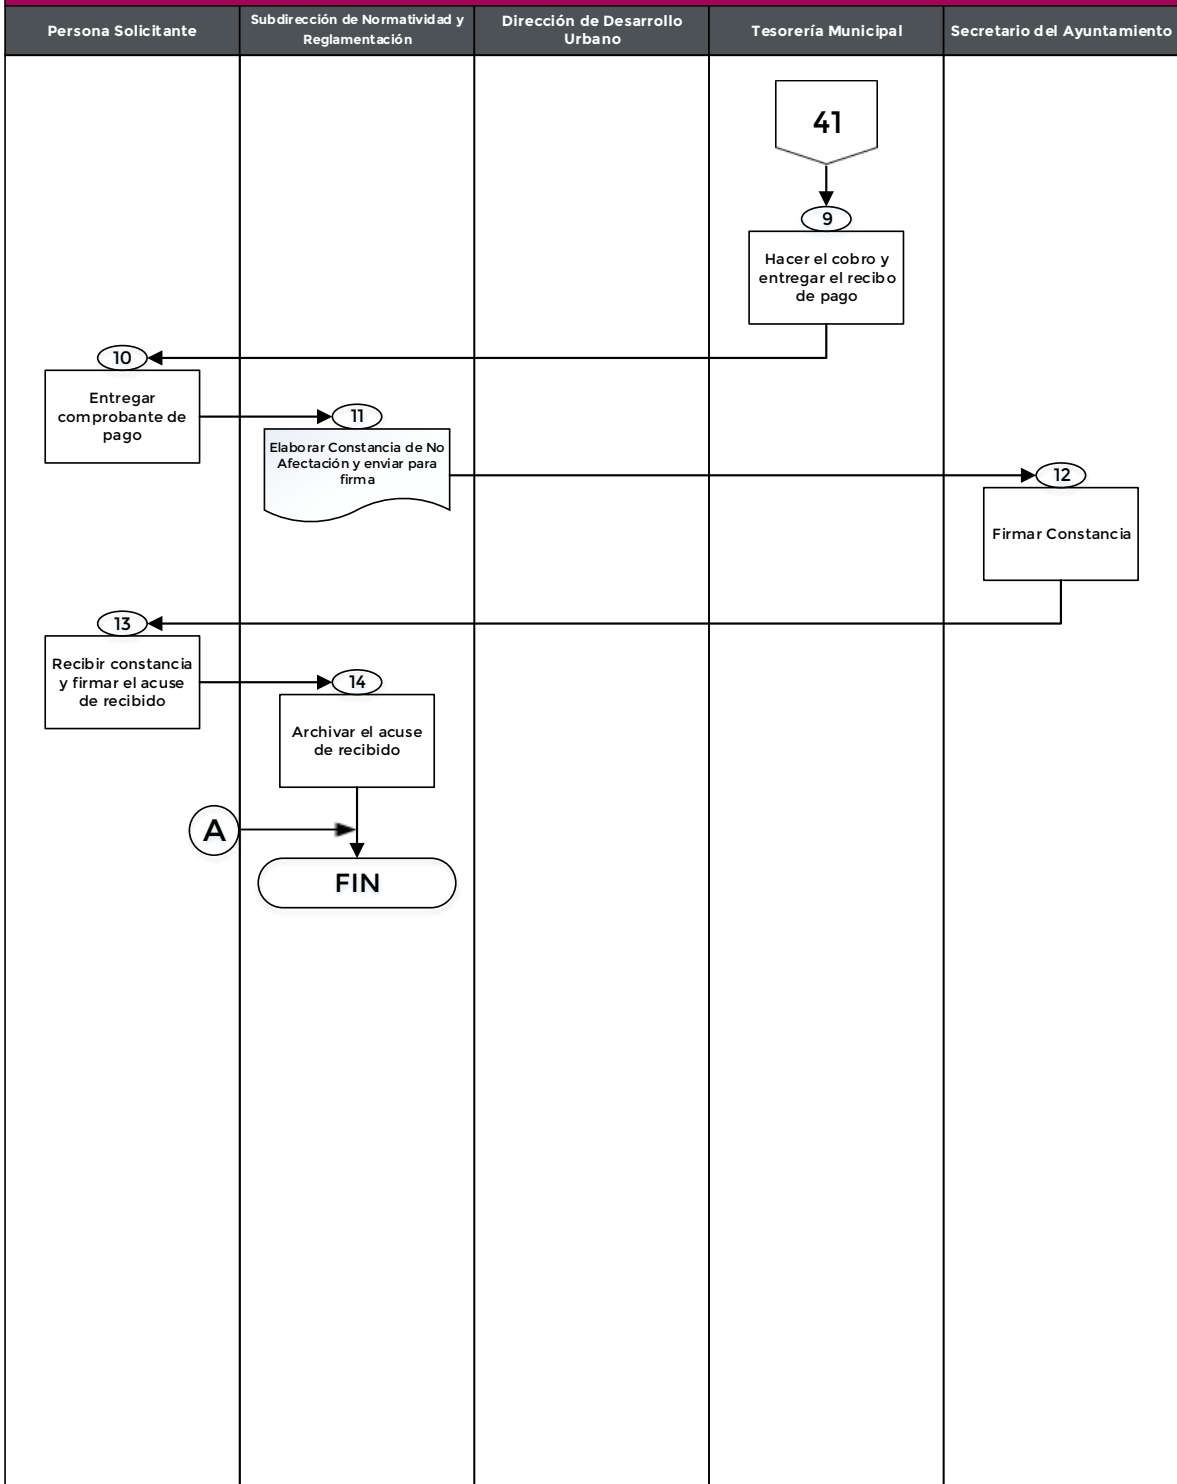 Persona Solicitante
Subdirección de Normatividad y
Reglamentación
Dirección de Desarrollo
Urbano
Tesorería Municipal
Secretario del Ayuntamiento
41
9
Hacer el cobro y
entregar el recibo
de pago
10
Entregar
comprobante de
pago
11
Elaborar Constancia de No
Afectación y enviar para
firma
12
Firmar Constancia
13
Recibir constancia
y firmar el acuse
de recibido
14
Archivar el acuse
de recibido
A
FIN